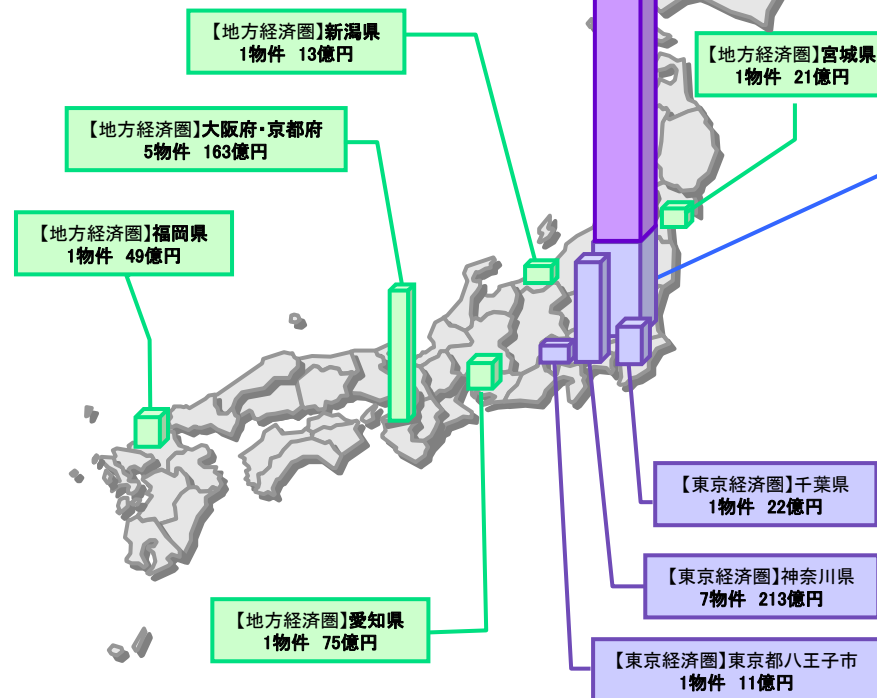 【地方経済圏】新潟県
1物件 13億円
【地方経済圏】宮城県
1物件 21億円
【地方経済圏】大阪府・京都府
5物件 163億円
【地方経済圏】福岡県
1物件 49億円
【東京経済圏】千葉県
1物件 22億円
【東京経済圏】神奈川県
7物件 213億円
【地方経済圏】愛知県
1物件 75億円
【東京経済圏】東京都八王子市
1物件 11億円